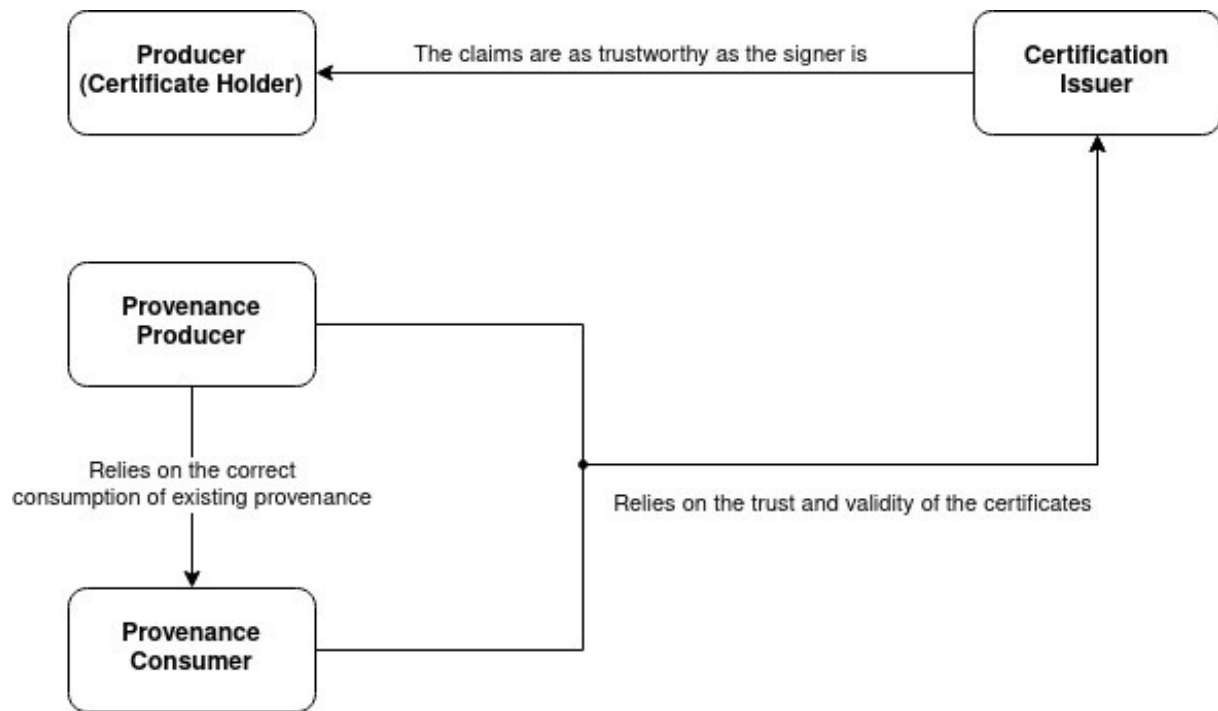 Producer
(Certificate Holder)
The claims are as trustworthy as the signer is
Certification
Issuer
Provenance
Producer
Relies on the correct
consumption of existing provenance
Relies on the trust and validity of the certificates
Provenance
Consumer